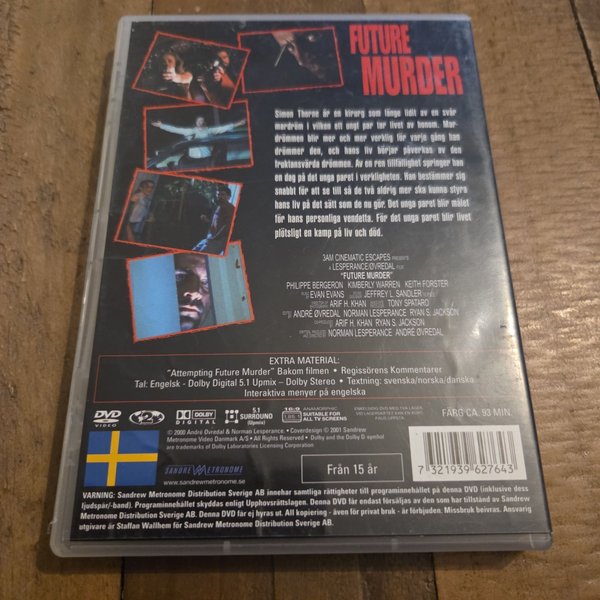 FUTURE
MURDER
Simon Thorne är en kirurg som länge lidit av en svår
mardröm i vilken ett ungt par tar livet av honom. Mar-
drömmen blir mer och mer verklig för varje gång han
drömmer den, och hans liv börjar påverkas av den
fruktansvärda drömmen. Av en ren tillfällighet springer han
en dag på det unga paret i verkligheten. Han bestämmer sig
snabbt för att se till så de två aldrig mer ska kunna styra
hans liv på det sätt som de nu gör. Det unga paret blir målet
för hans personliga vendetta. För det unga paret blir livet
plötsligt en kamp på liv och död.
3AM CINEMATIC ESCAPES PRESENTS
A LESPERANCE/ØVREDAL FILM
"FUTURE MURDER"
PHILIPPE BERGERON KIMBERLY WARREN KEITH FORSTER
EVAN EVANS JEFFREY L. SANDLER
ARIF H. KHAN TONY SPATARO
ANDRÉ ØVREDAL NORMAN LESPERANCE RYAN S. JACKSON
ARIF H. KHAN RYAN S. JACKSON
NORMAN LESPERANCE ANDRÉ ØVREDAL
EXTRA MATERIAL:
"Attempting Future Murder" Bakom filmen • Regissörens Kommentarer
Tal: Engelsk - Dolby Digital 5.1 Upmix – Dolby Stereo • Textning: svenska/norska/danska
Interaktiva menyer på engelska
DVD VIDEO
2
DOLBY DIGITAL
5.1 SURROUND (Upmix)
16:9 ANAMORPHIC SUITABLE FOR ALL TV SCREENS
FÄRG CA. 93 MIN.
© 2000 André Øvredal & Norman Lesperance. • Coverdesign © 2001 Sandrew
Metronome Video Danmark A/S • All Rights Reserved • Dolby and the Double D symbol
are trademarks of Dolby Laboratories Licensing Corporation
SANDREW METRONOME
www.sandrewmetronome.se
Från 15 år
7 321939 627643
VARNING: Sandrew Metronome Distribution Sverige AB innehar samtliga rättigheter till programinnehållet på denna DVD (inklusive dess
ljudspår/-band). Programinnehållet skyddas enligt Upphovsrättslagen. Denna DVD får endast försäljas av den som har tillstånd av Sandrew
Metronome Distribution Sverige AB. Denna DVD får ej hyras ut. All kopiering - även för privat bruk - är förbjuden. Missbruk beivras. Ansvarig
utgivare är Staffan Wallhem för Sandrew Metronome Distribution Sverige AB.